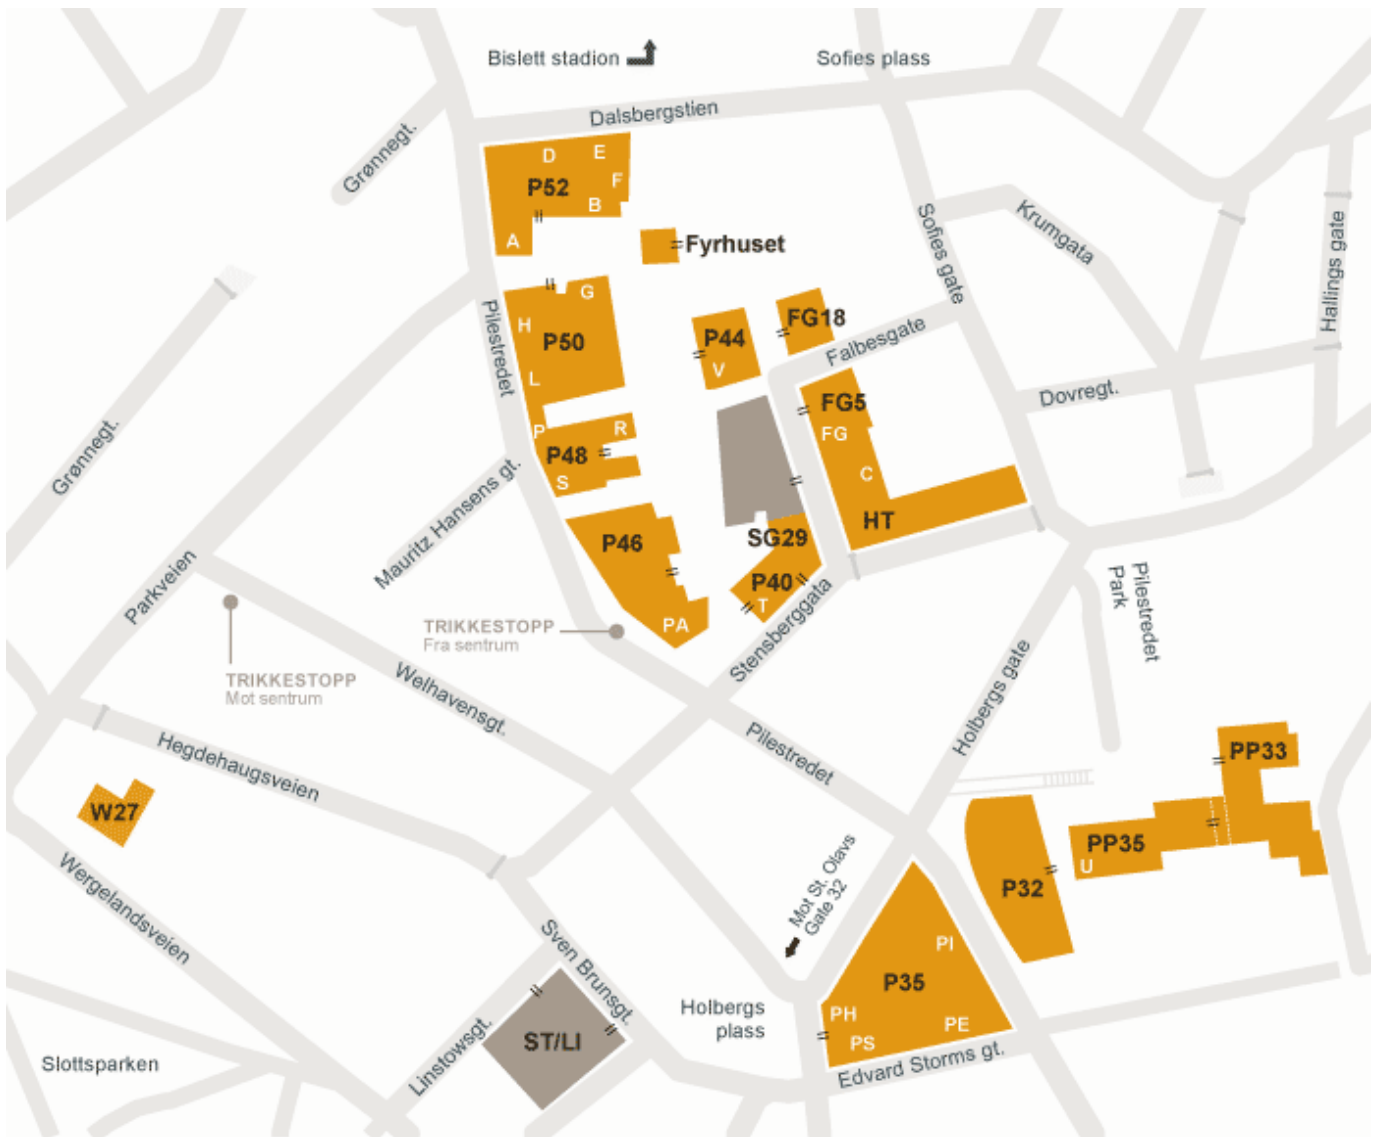 Bislett stadion
Sofies plass
Dalsbergstien
Grønnegt.
D
E
P52
F
B
A
Fyrhuset
Sofies gate
Krumgata
Hallings gate
G
H
P50
L
Pilestredet
P44
V
FG18
Falbesgate
Dovregt.
FG5
FG
C
HT
P
R
P48
S
Grønnegt.
Mauritz Hansens gt.
P46
PA
SG29
P40
T
Stensberggata
Parkveien
TRIKKESTOPP
Fra sentrum
TRIKKESTOPP
Mot sentrum
Pilestredet
Park
Welhavensgt.
Pilestredet
Holbergs gate
Hegdehaugsveien
W27
PP33
PP35
U
P32
Mot St. Olavs
Gate 32
Wergelandsveien
Sven Brunsgt.
PI
P35
PH
PS
PE
Holbergs
plass
ST/LI
Linstowsgt.
Edvard Storms gt.
Slottsparken